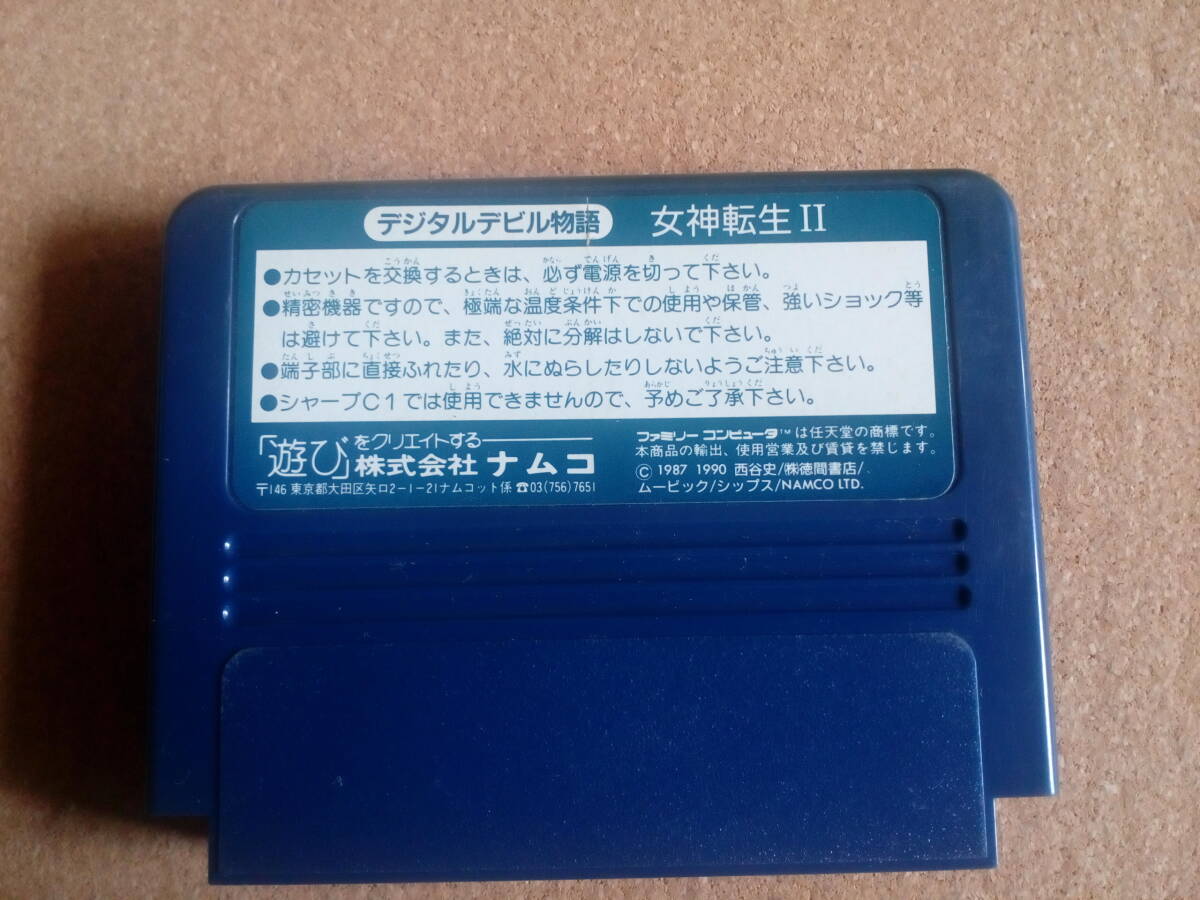 デジタルデビル物語 女神転生II
●カセットを交換するときは、必ず電源を切って下さい。
●精密機器ですので、極端な温度条件下での使用や保管、強いショック等
は避けて下さい。また、絶対に分解はしないで下さい。
●端子部に直接ふれたり、水にぬらしたりしないようご注意下さい。
●シャープC1では使用できませんので、予めご了承下さい。
「遊び」をクリエイトする
株式会社ナムコ
〒146 東京都大田区矢口2-1-21ナムコット係 ☎03(756)7651
ファミリーコンピュータ™は任天堂の商標です。
本商品の輸出、使用営業及び賃貸を禁じます。
© 1987 1990 西谷史/㈱徳間書店/
ムービック/シップス/NAMCO LTD.